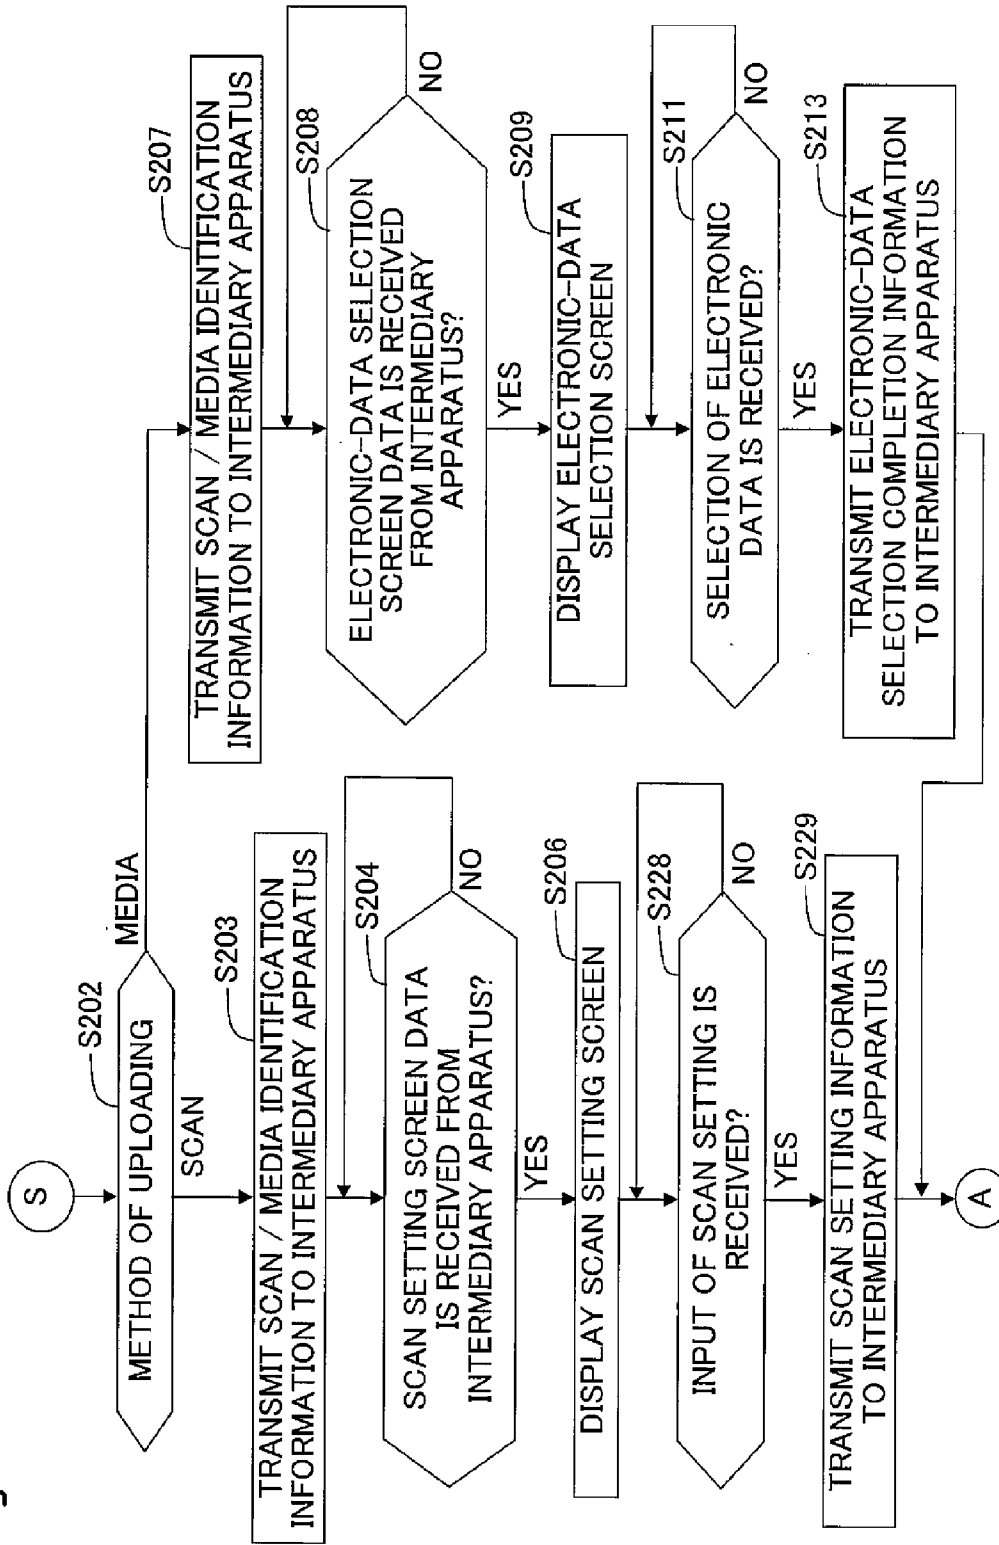 S
S202
METHOD OF UPLOADING
MEDIA
SCAN
S203
TRANSMIT SCAN / MEDIA IDENTIFICATION
INFORMATION TO INTERMEDIARY APPARATUS
S204
SCAN SETTING SCREEN DATA
IS RECEIVED FROM
INTERMEDIARY APPARATUS?
NO
YES
S206
DISPLAY SCAN SETTING SCREEN
S228
INPUT OF SCAN SETTING IS
RECEIVED?
NO
YES
S229
TRANSMIT SCAN SETTING INFORMATION
TO INTERMEDIARY APPARATUS
A
S207
TRANSMIT SCAN / MEDIA IDENTIFICATION
INFORMATION TO INTERMEDIARY APPARATUS
S208
ELECTRONIC-DATA SELECTION
SCREEN DATA IS RECEIVED
FROM INTERMEDIARY
APPARATUS?
NO
YES
S209
DISPLAY ELECTRONIC-DATA
SELECTION SCREEN
S211
SELECTION OF ELECTRONIC
DATA IS RECEIVED?
NO
YES
S213
TRANSMIT ELECTRONIC-DATA
SELECTION COMPLETION INFORMATION
TO INTERMEDIARY APPARATUS